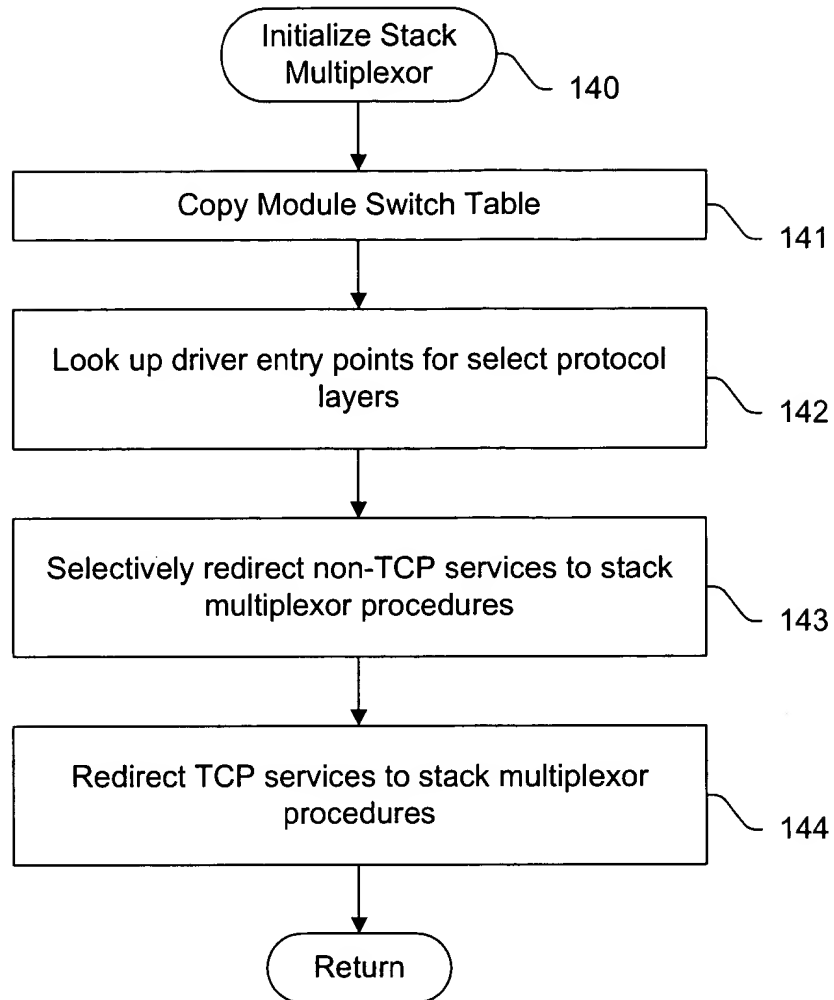 Initialize Stack
Multiplexor
140
Copy Module Switch Table
141
Look up driver entry points for select protocol
layers
142
Selectively redirect non-TCP services to stack
multiplexor procedures
143
Redirect TCP services to stack multiplexor
procedures
144
Return